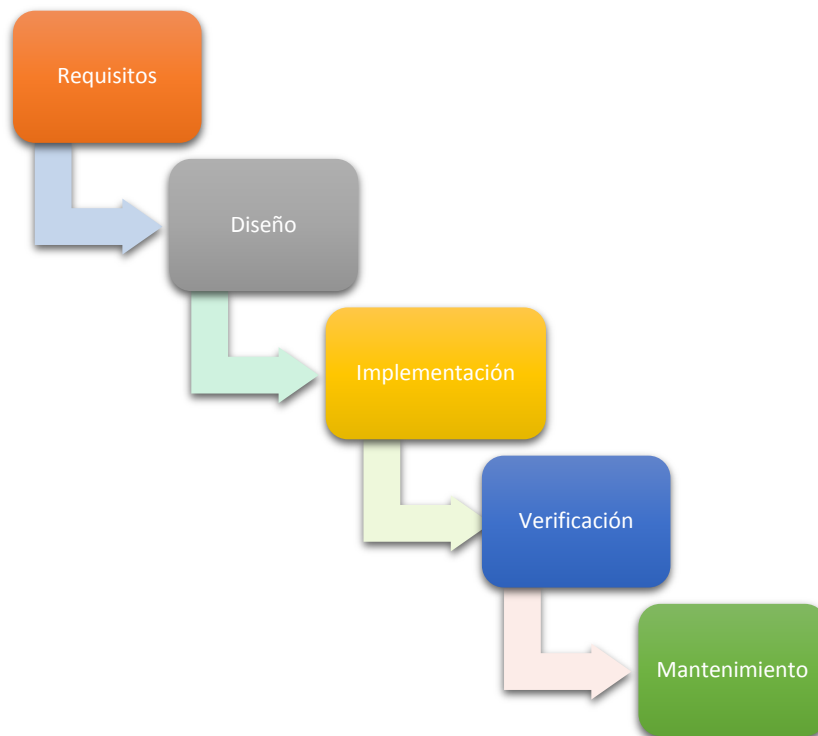 Requisitos
Diseño
Implementación
Verificación
Mantenimiento